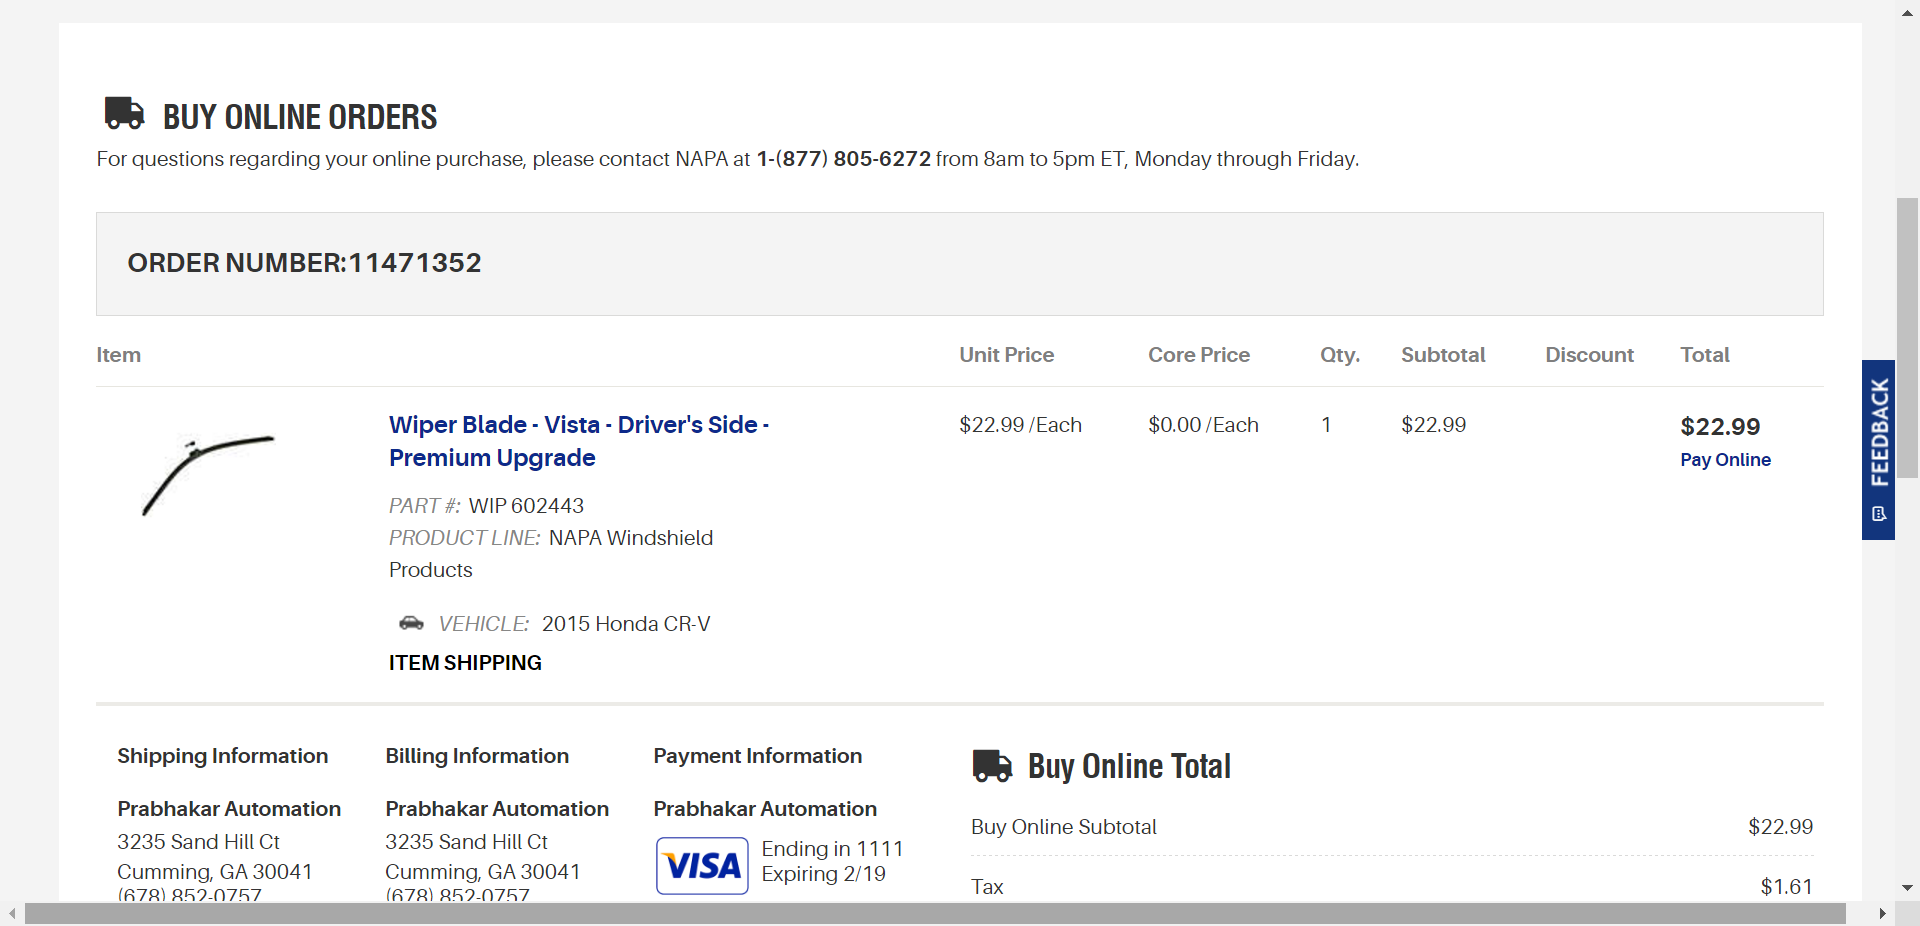 BUY ONLINE ORDERS
For questions regarding your online purchase, please contact NAPA at 1-(877) 805-6272 from 8am to 5pm ET, Monday through Friday.
ORDER NUMBER:11471352
Item Unit Price Core Price Qty. Subtotal Discount Total
Wiper Blade - Vista - Driver's Side - $22.99 /Each $0.00 /Each 1 $22.99 $22.99
Premium Upgrade Pay Online
PART #: WIP 602443
PRODUCT LINE: NAPA Windshield
Products
VEHICLE: 2015 Honda CR-V
ITEM SHIPPING
FEEDBACK
Shipping Information
Prabhakar Automation
3235 Sand Hill Ct
Cumming, GA 30041
(678) 852-0757
Billing Information
Prabhakar Automation
3235 Sand Hill Ct
Cumming, GA 30041
(678) 852-0757
Payment Information
Prabhakar Automation
VISA
Ending in 1111
Expiring 2/19
Buy Online Total
Buy Online Subtotal $22.99
Tax $1.61